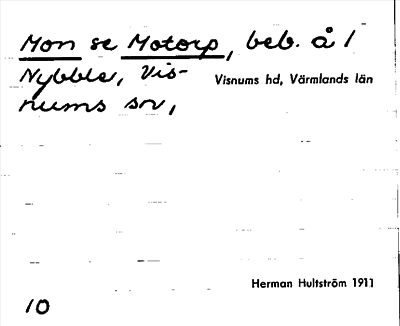 Mon se Motorp, beb. å 1
Nybble, Vis-
Visnums hd, Värmlands län
nums sn,
Herman Hultström 1911
10